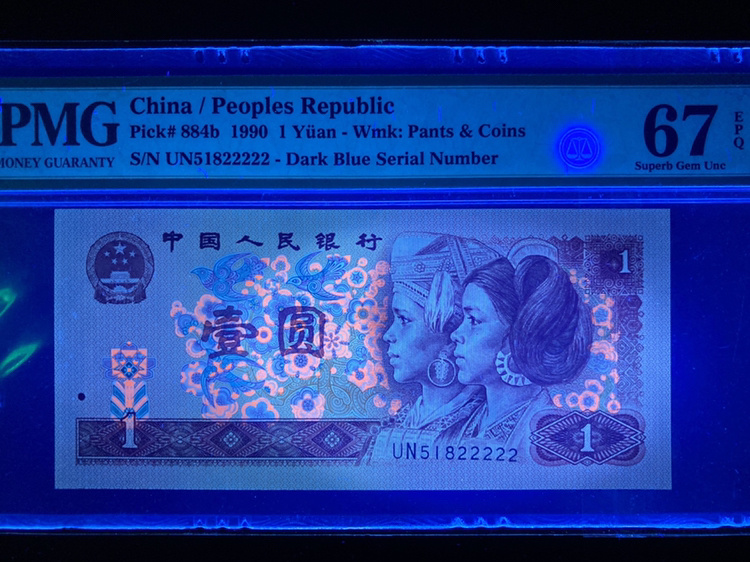 PMG
MONEY GUARANTY
China / Peoples Republic
Pick# 884b 1990 1 Yüan - Wmk: Pants & Coins
S/N UN51822222 - Dark Blue Serial Number
67
EPQ
Superb Gem Unc
中国人民银行
1
壹圆
1
1
UN51822222